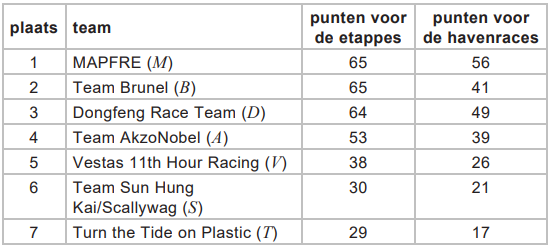 plaats team punten voor de etappes punten voor de havenraces
1 MAPFRE (M) 65 56
2 Team Brunel (B) 65 41
3 Dongfeng Race Team (D) 64 49
4 Team AkzoNobel (A) 53 39
5 Vestas 11th Hour Racing (V) 38 26
6 Team Sun Hung 30 21
Kai/Scallywag (S)
7 Turn the Tide on Plastic (T) 29 17